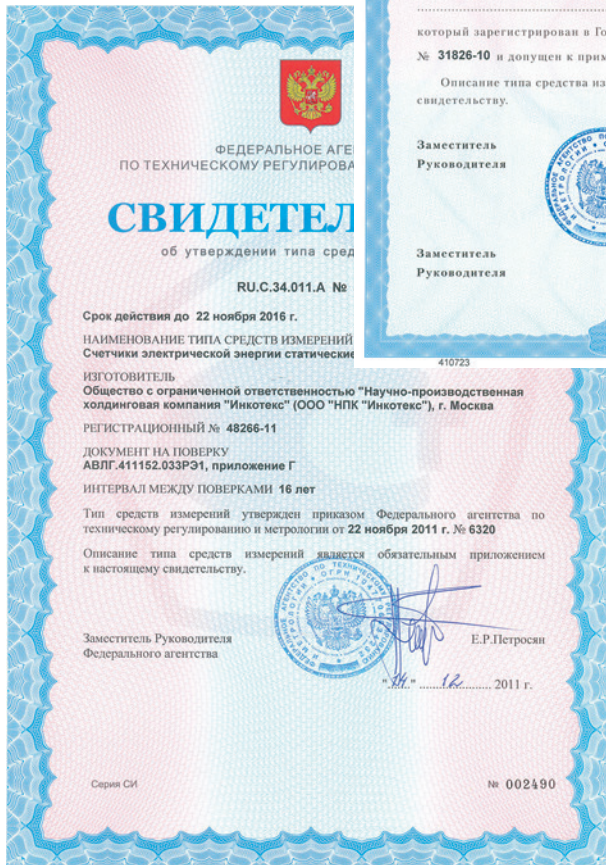 ФЕДЕРАЛЬНОЕ АГЕ
ПО ТЕХНИЧЕСКОМУ РЕГУЛИРОВА
СВИДЕТЕЛ
об утверждении типа сред
RU.C.34.011.A №
Срок действия до 22 ноября 2016 г.
НАИМЕНОВАНИЕ ТИПА СРЕДСТВ ИЗМЕРЕНИЙ
Счетчики электрической энергии статические
ИЗГОТОВИТЕЛЬ
Общество с ограниченной ответственностью "Научно-производственная
холдинговая компания "Инкотекс" (ООО "НПК "Инкотекс"), г. Москва
РЕГИСТРАЦИОННЫЙ № 48266-11
ДОКУМЕНТ НА ПОВЕРКУ
АВЛГ.411152.033РЭ1, приложение Г
ИНТЕРВАЛ МЕЖДУ ПОВЕРКАМИ 16 лет
Тип средств измерений утвержден приказом Федерального агентства по
техническому регулированию и метрологии от 22 ноября 2011 г. № 6320
Описание типа средств измерений является обязательным приложением
к настоящему свидетельству.
Заместитель Руководителя
Федерального агентства
Е.Р.Петросян
"14" 12 2011 г.
Серия СИ
№ 002490
который зарегистрирован в Го
№ 31826-10 и допущен к прим
Описание типа средства из
свидетельству.
Заместитель
Руководителя
Заместитель
Руководителя
410723